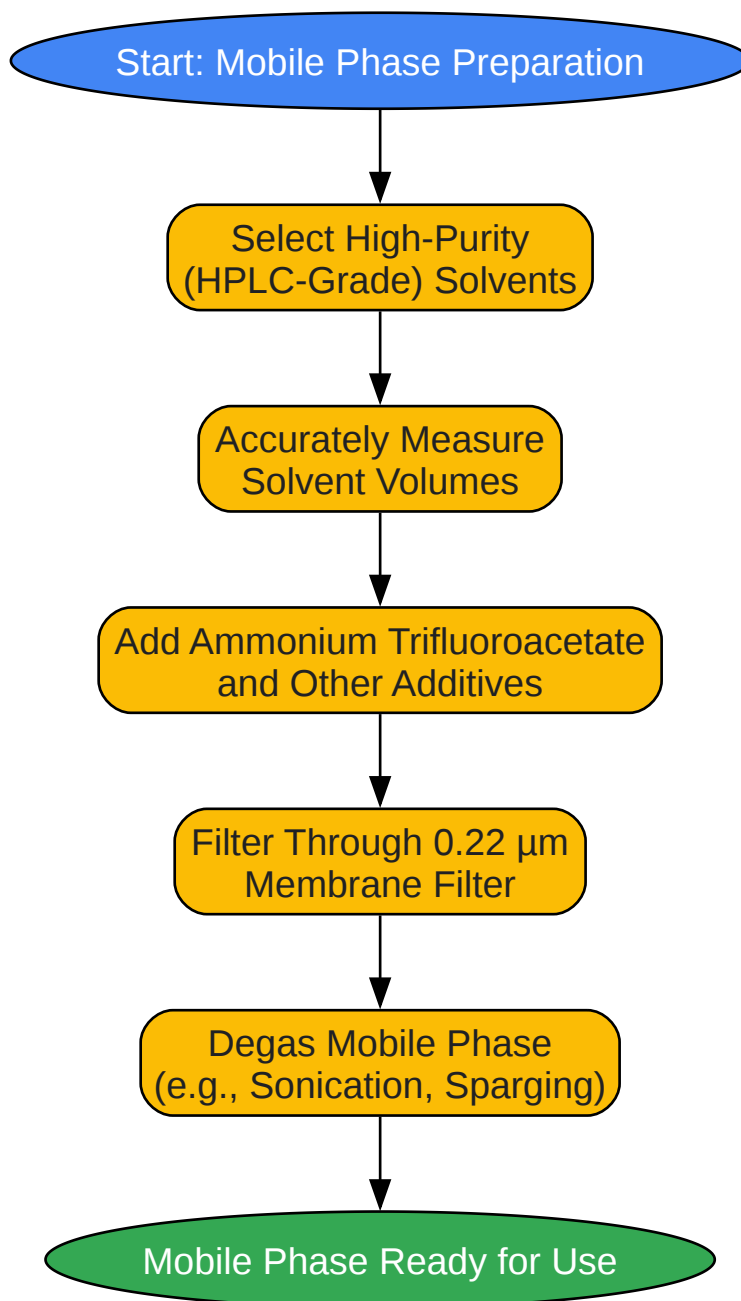 Start: Mobile Phase Preparation
Select High-Purity
(HPLC-Grade) Solvents
Accurately Measure
Solvent Volumes
Add Ammonium Trifluoroacetate
and Other Additives
Filter Through 0.22 µm
Membrane Filter
Degas Mobile Phase
(e.g., Sonication, Sparging)
Mobile Phase Ready for Use